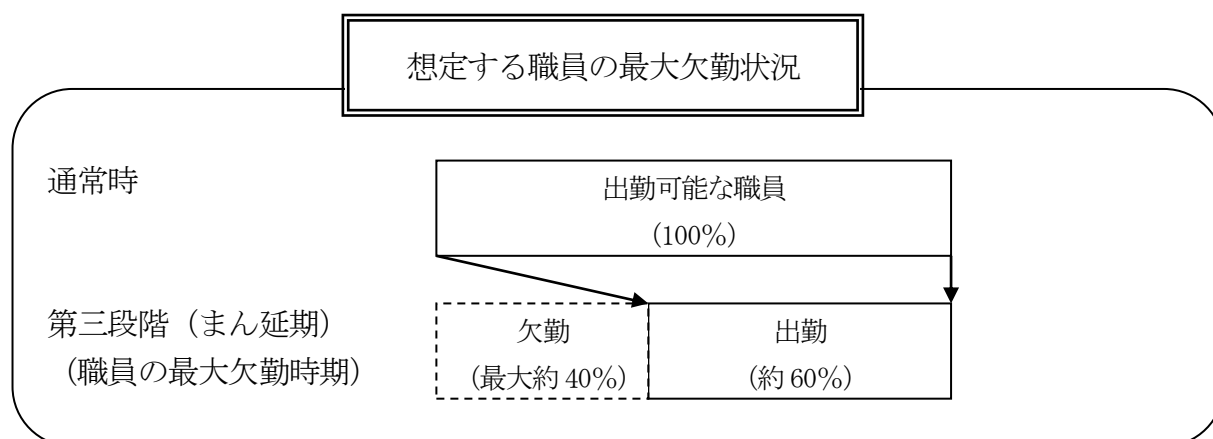 想定する職員の最大欠勤状況
通常時
出勤可能な職員
(100%)
第三段階(まん延期)
(職員の最大欠勤時期)
欠勤
(最大約 40%)
出勤
(約 60%)